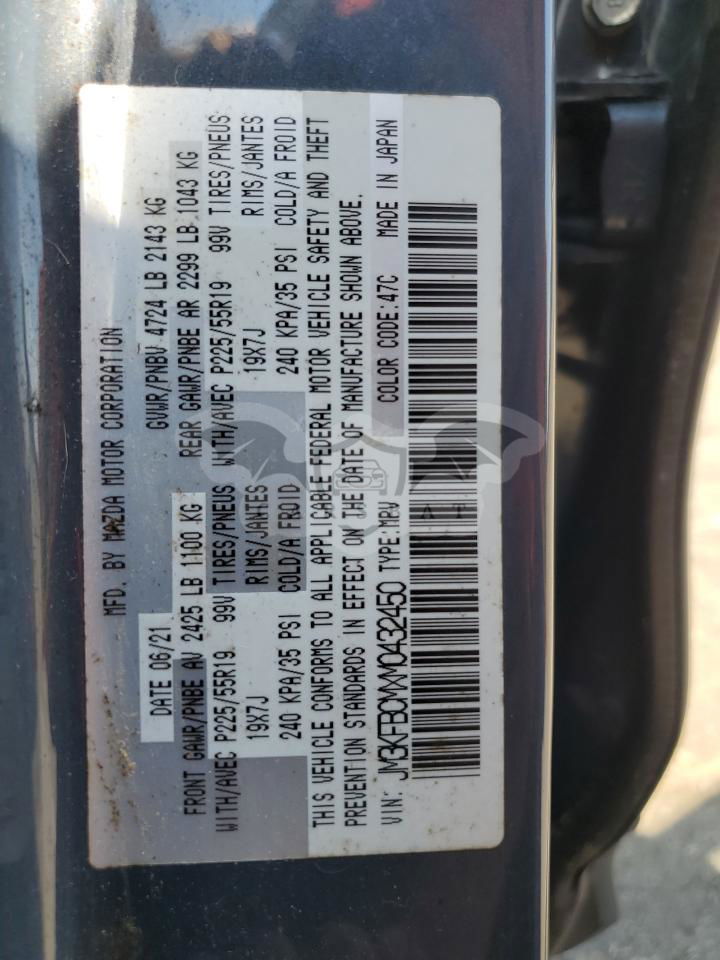 MFD. BY MAZDA MOTOR CORPORATION
DATE 06/21 GVWR/PNBV 4724 LB 2143 KG
FRONT GAWR/PNBE AV 2425 LB 1100 KG REAR GAWR/PNBE AR 2299 LB 1043 KG
WITH/AVEC P225/55R19 99V TIRES/PNEUS WITH/AVEC P225/55R19 99V TIRES/PNEUS
19X7J RIMS/JANTES 19X7J RIMS/JANTES
240 KPA/35 PSI COLD/A FROID 240 KPA/35 PSI COLD/A FROID
THIS VEHICLE CONFORMS TO ALL APPLICABLE FEDERAL MOTOR VEHICLE SAFETY AND THEFT
PREVENTION STANDARDS IN EFFECT ON THE DATE OF MANUFACTURE SHOWN ABOVE.
VIN: JM3KFBCMXM0432450 TYPE:MPV COLOR CODE:47C MADE IN JAPAN